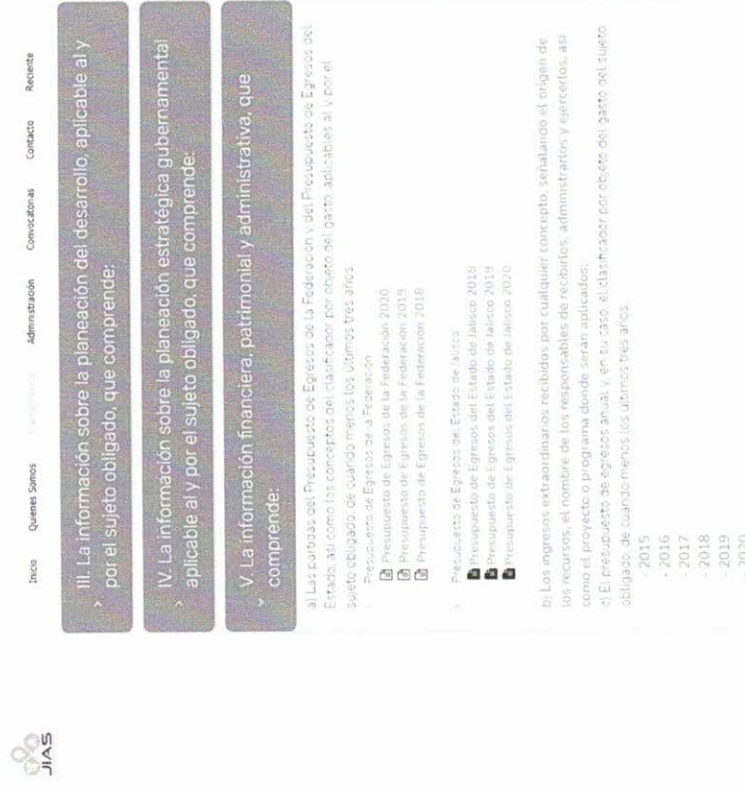 JIAS
Inicio Quienes Somos Transparencia Administración Convocatorias Contacto Reciente
› III. La información sobre la planeación del desarrollo, aplicable al y
por el sujeto obligado, que comprende:
› IV. La información sobre la planeación estratégica gubernamental
aplicable al y por el sujeto obligado, que comprende:
V. La información financiera, patrimonial y administrativa, que
comprende:
a) Las partidas del Presupuesto de Egresos de la Federación y del Presupuesto de Egresos del
Estado, así como los conceptos del clasificador por objeto del gasto, aplicables al y por el
sujeto obligado, de cuando menos los últimos tres años.
Presupuesto de Egresos de la Federación
Presupuesto de Egresos de la Federación 2020
Presupuesto de Egresos de la Federación 2019
Presupuesto de Egresos de la Federación 2018
Presupuesto de Egresos del Estado de Jalisco
Presupuesto de Egresos del Estado de Jalisco 2018
Presupuesto de Egresos del Estado de Jalisco 2019
Presupuesto de Egresos del Estado de Jalisco 2020
b) Los ingresos extraordinarios recibidos por cualquier concepto, señalando el origen de
los recursos, el nombre de los responsables de recibirlos, administrarlos y ejercerlos, así
como el proyecto o programa donde serán aplicados;
c) El presupuesto de egresos anual y, en su caso, el clasificador por objeto del gasto del sujeto
obligado, de cuando menos los últimos tres años;
- 2015
- 2016
- 2017
- 2018
- 2019
- 2020